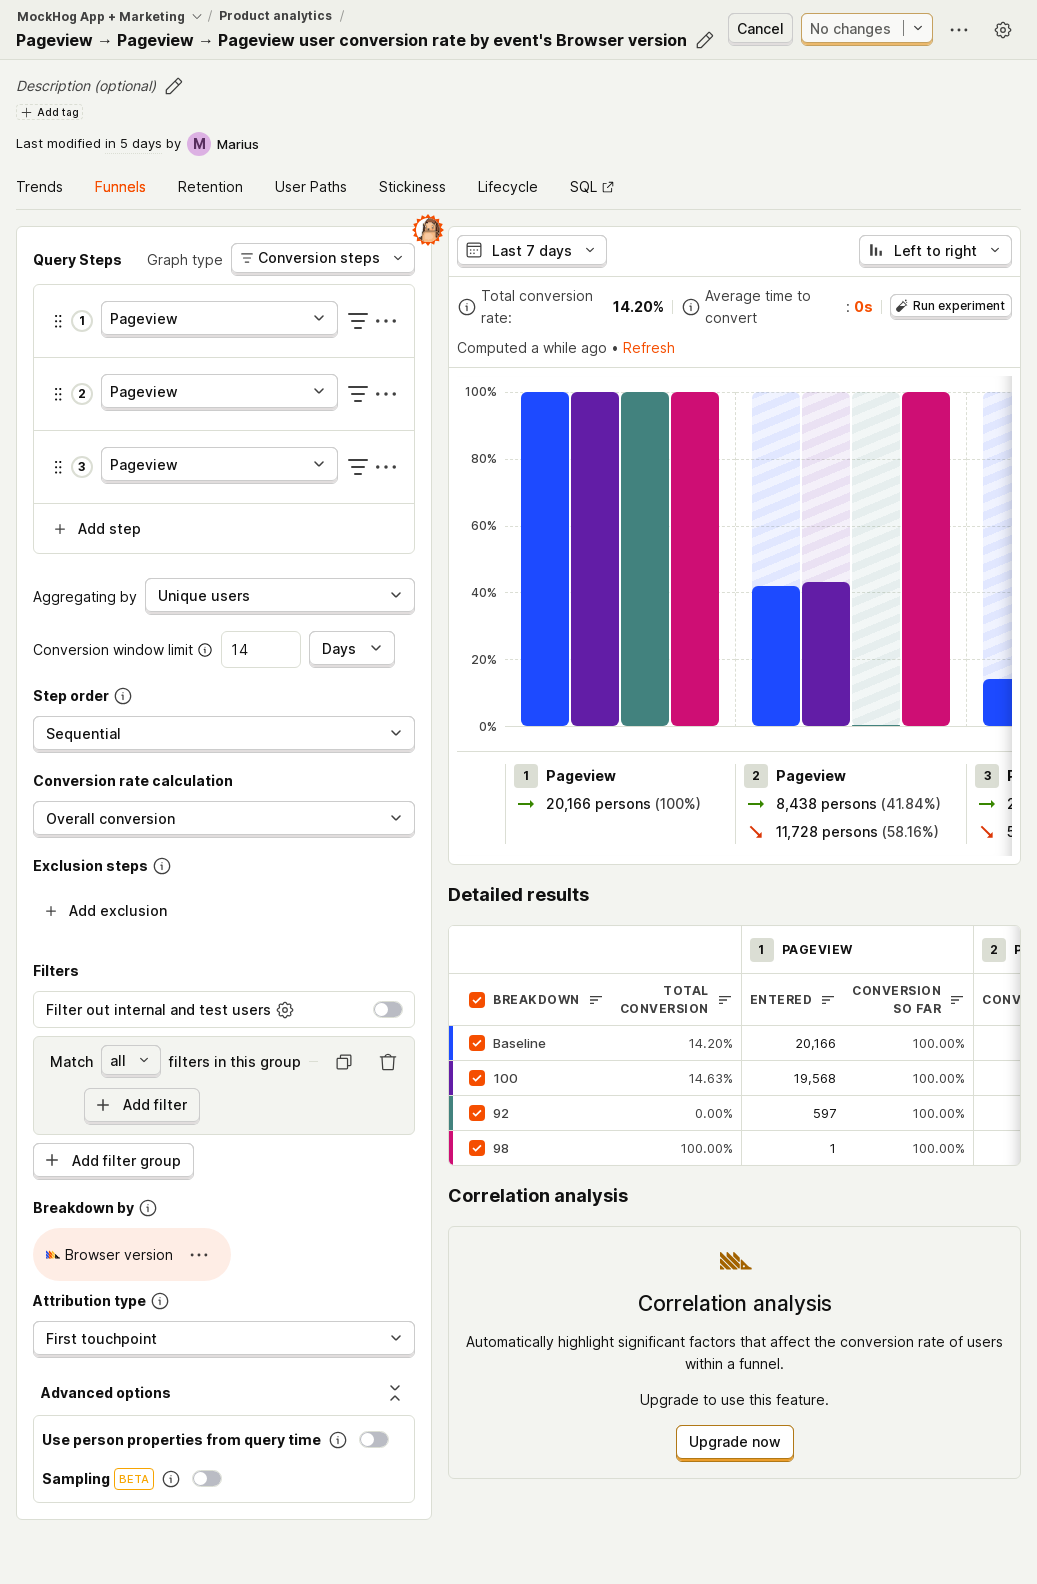 MockHog App + Marketing / Product analytics /
Pageview → Pageview → Pageview user conversion rate by event's Browser version
Cancel
No changes
Description (optional)
Add tag
Last modified in 5 days by M Marius
Trends Funnels Retention User Paths Stickiness Lifecycle SQL
Query Steps Graph type Conversion steps
1 Pageview
2 Pageview
3 Pageview
Add step
Aggregating by Unique users
Conversion window limit 14 Days
Step order
Sequential
Conversion rate calculation
Overall conversion
Exclusion steps
Add exclusion
Filters
Filter out internal and test users
Match all filters in this group
Add filter
Add filter group
Breakdown by
Browser version
Attribution type
First touchpoint
Advanced options
Use person properties from query time
Sampling BETA
Last 7 days
Left to right
Total conversion rate: 14.20%
Average time to convert : 0s
Run experiment
Computed a while ago • Refresh
100%
80%
60%
40%
20%
0%
1 Pageview
20,166 persons (100%)
2 Pageview
8,438 persons (41.84%)
11,728 persons (58.16%)
3 P
2
5
Detailed results
1 PAGEVIEW 2 P
BREAKDOWN TOTAL CONVERSION ENTERED CONVERSION SO FAR CONV
Baseline 14.20% 20,166 100.00%
100 14.63% 19,568 100.00%
92 0.00% 597 100.00%
98 100.00% 1 100.00%
Correlation analysis
Correlation analysis
Automatically highlight significant factors that affect the conversion rate of users
within a funnel.
Upgrade to use this feature.
Upgrade now